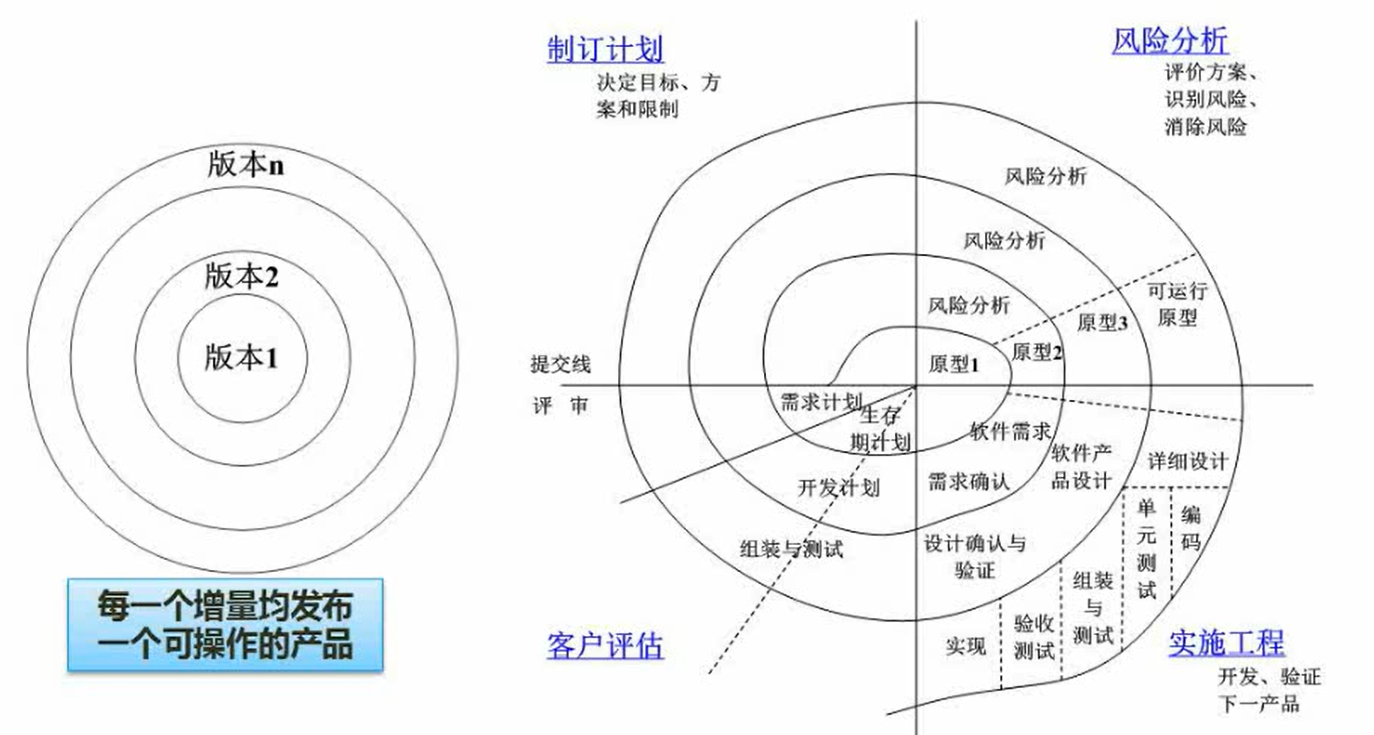 版本n
版本2
版本1
每一个增量均发布
一个可操作的产品
制订计划
决定目标、方
案和限制
风险分析
评价方案、
识别风险、
消除风险
风险分析
风险分析
风险分析
可运行
原型
原型3
原型2
原型1
提交线
评 审
需求计划
生存
期计划
开发计划
组装与测试
软件需求
需求确认
软件产
品设计
设计确认与
验证
详细设计
单
元
测
试
编
码
组装
与
测试
验收
测试
实现
客户评估
实施工程
开发、验证
下一产品